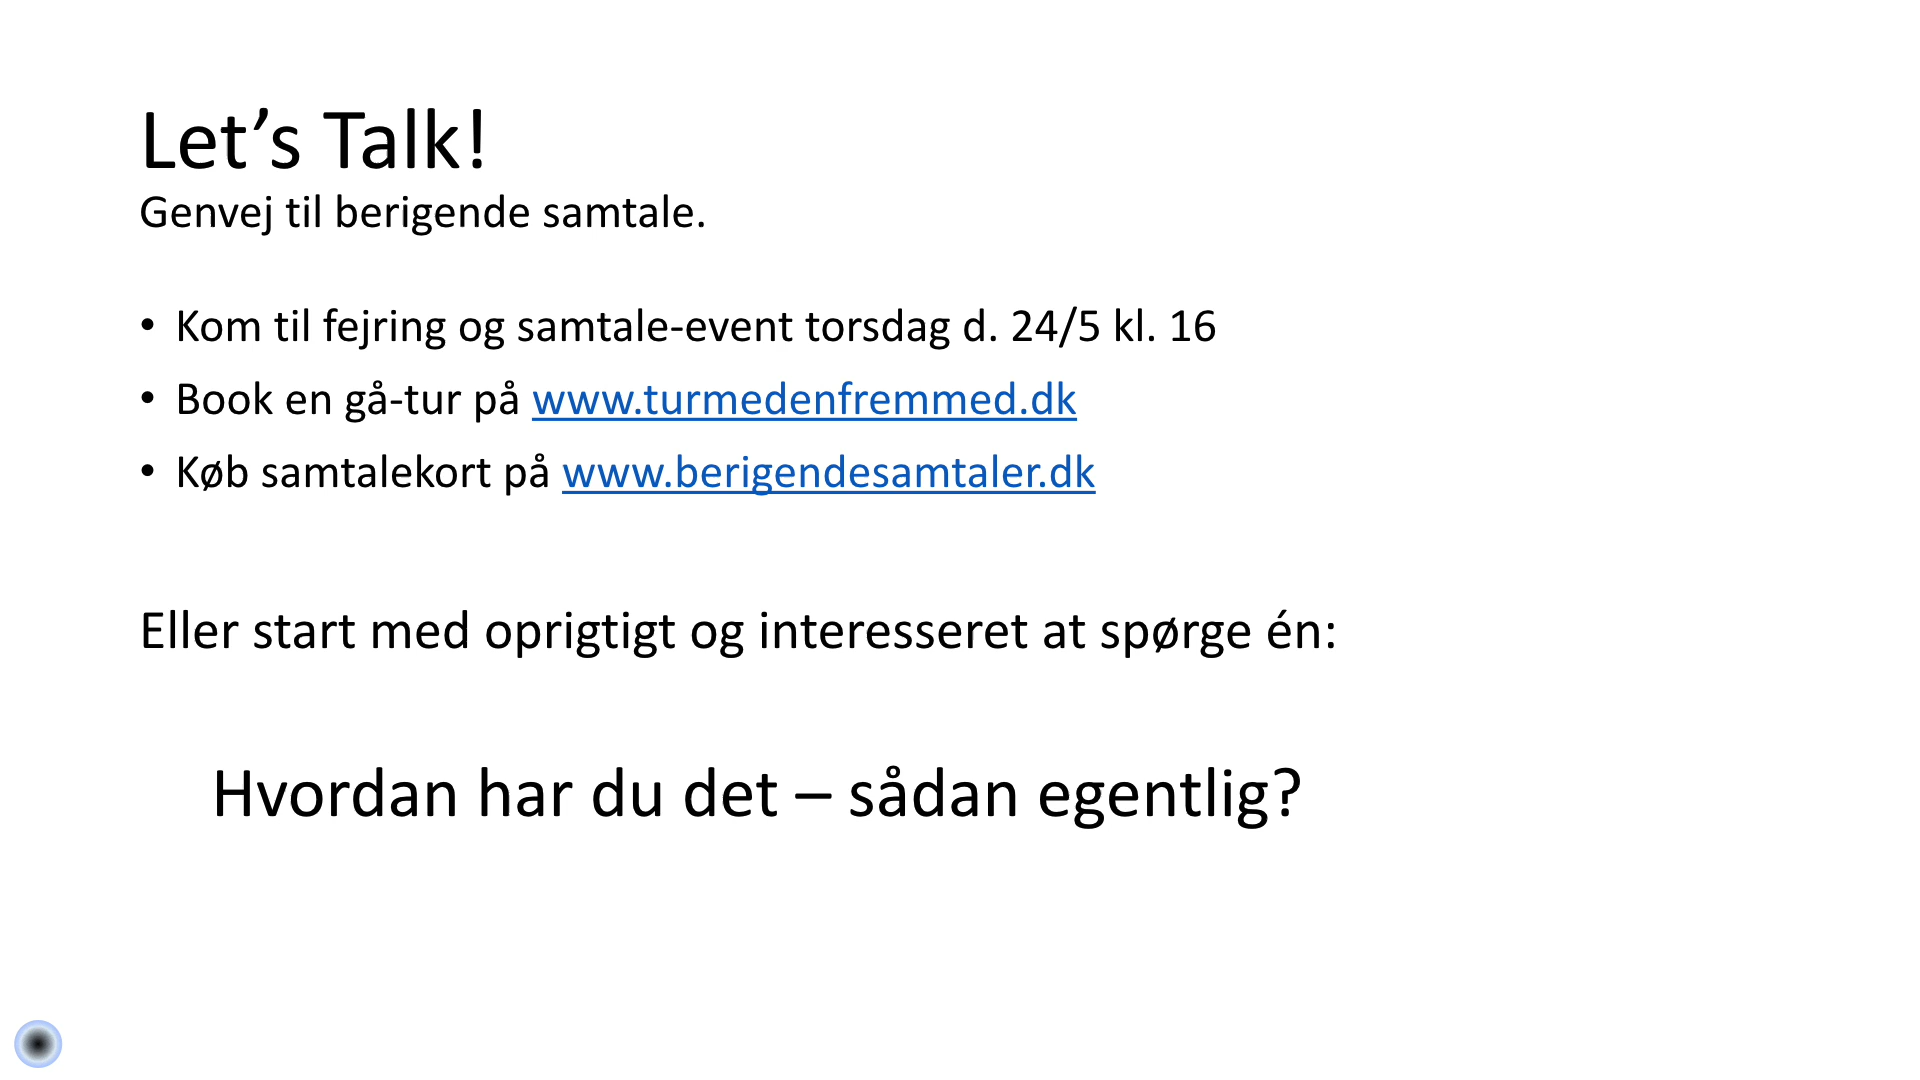 Let’s Talk!
Genvej til berigende samtale.
• Kom til fejring og samtale-event torsdag d. 24/5 kl. 16
• Book en gå-tur på www.turmedenfremmed.dk
• Køb samtalekort på www.berigendesamtaler.dk
Eller start med oprigtigt og interesseret at spørge én:
Hvordan har du det – sådan egentlig?